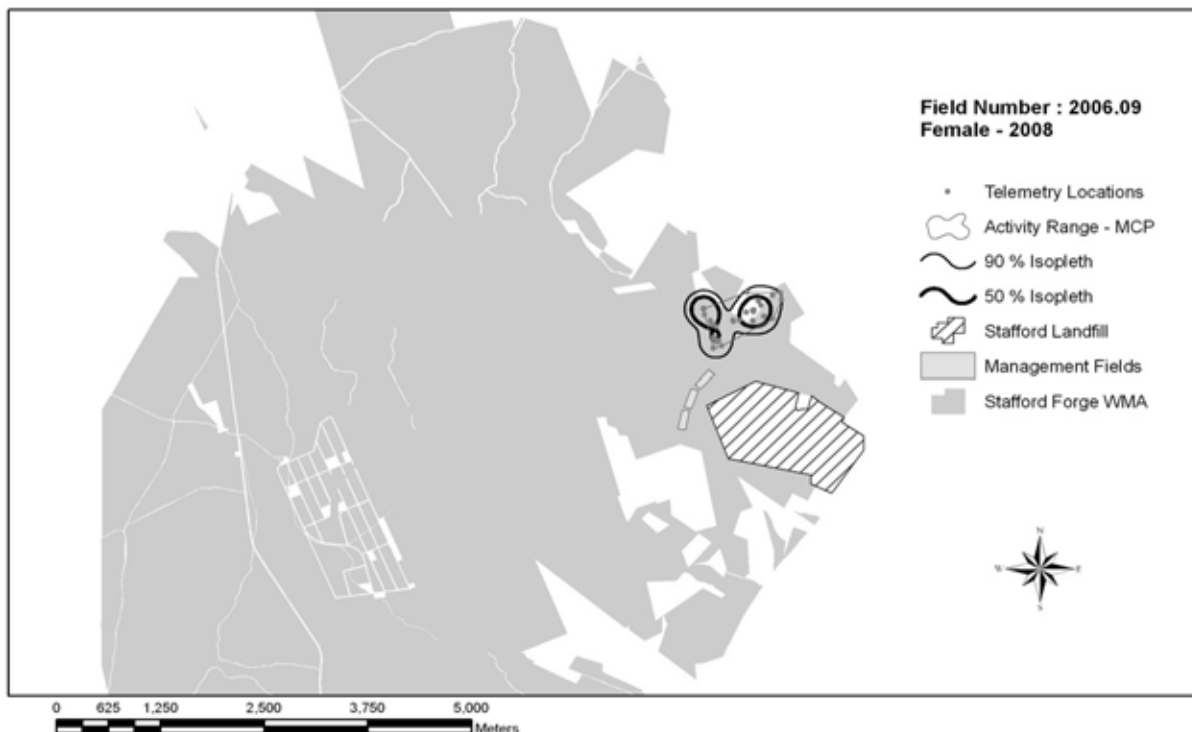 Field Number : 2006.09
Female - 2008
Telemetry Locations
Activity Range - MCP
90 % Isopleth
50 % Isopleth
Stafford Landfill
Management Fields
Stafford Forge WMA
N
W E
S
0 625 1,250 2,500 3,750 5,000
Meters